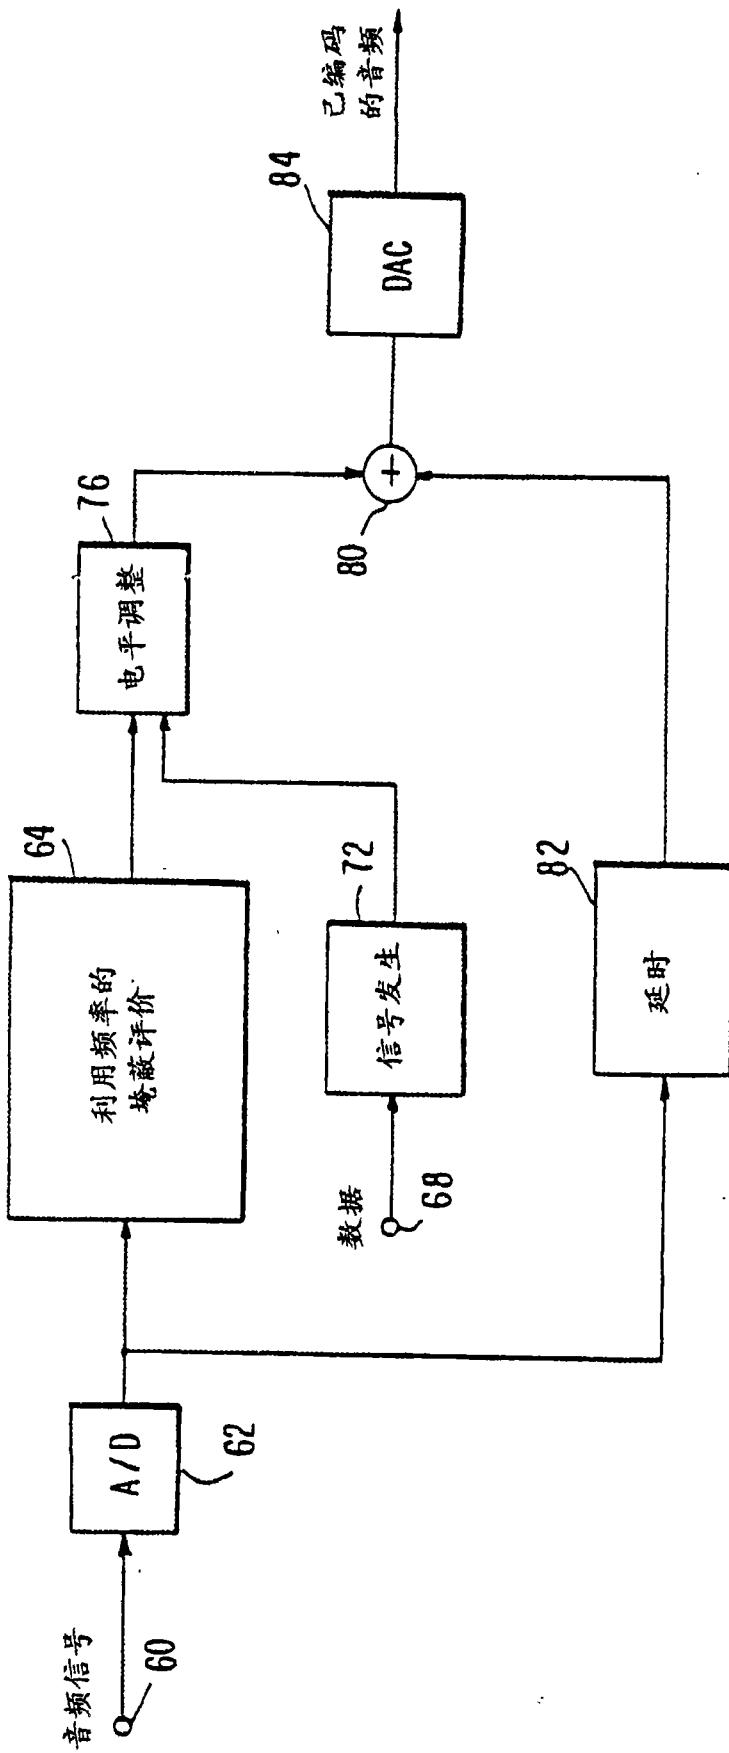 音频信号
60
A/D
62
利用频率的
掩蔽评价
64
数据
68
信号发生
72
电平调整
76
延时
82
80
+
DAC
84
已编码
的音频